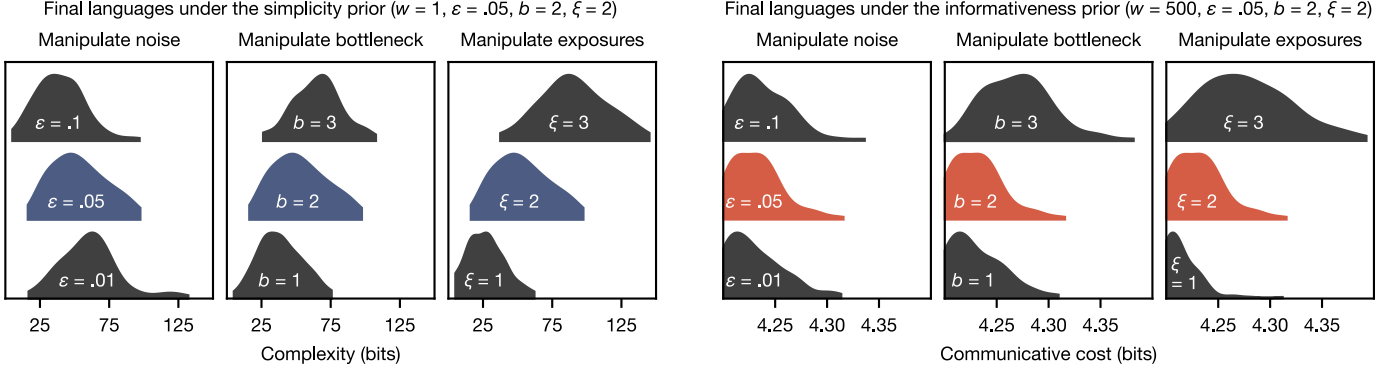 Final languages under the simplicity prior (w = 1, ε = .05, b = 2, ξ = 2)
Manipulate noise
Manipulate bottleneck
Manipulate exposures
ε = .1
b = 3
ξ = 3
ε = .05
b = 2
ξ = 2
ε = .01
b = 1
ξ = 1
25 75 125
25 75 125
25 75 125
Complexity (bits)
Final languages under the informativeness prior (w = 500, ε = .05, b = 2, ξ = 2)
Manipulate noise
Manipulate bottleneck
Manipulate exposures
ε = .1
b = 3
ξ = 3
ε = .05
b = 2
ξ = 2
ε = .01
b = 1
ξ
= 1
4.25 4.30 4.35
4.25 4.30 4.35
4.25 4.30 4.35
Communicative cost (bits)